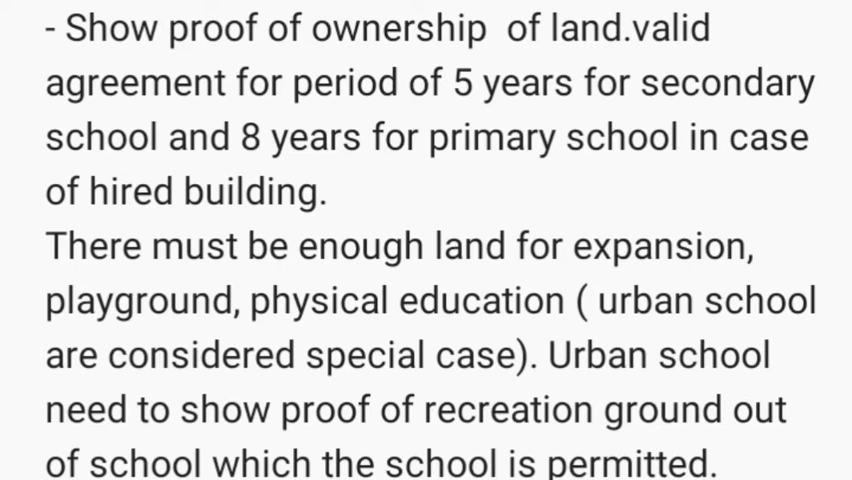 - Show proof of ownership  of land.valid
agreement for period of 5 years for secondary
school and 8 years for primary school in case
of hired building.
There must be enough land for expansion,
playground, physical education ( urban school
are considered special case). Urban school
need to show proof of recreation ground out
of school which the school is permitted.